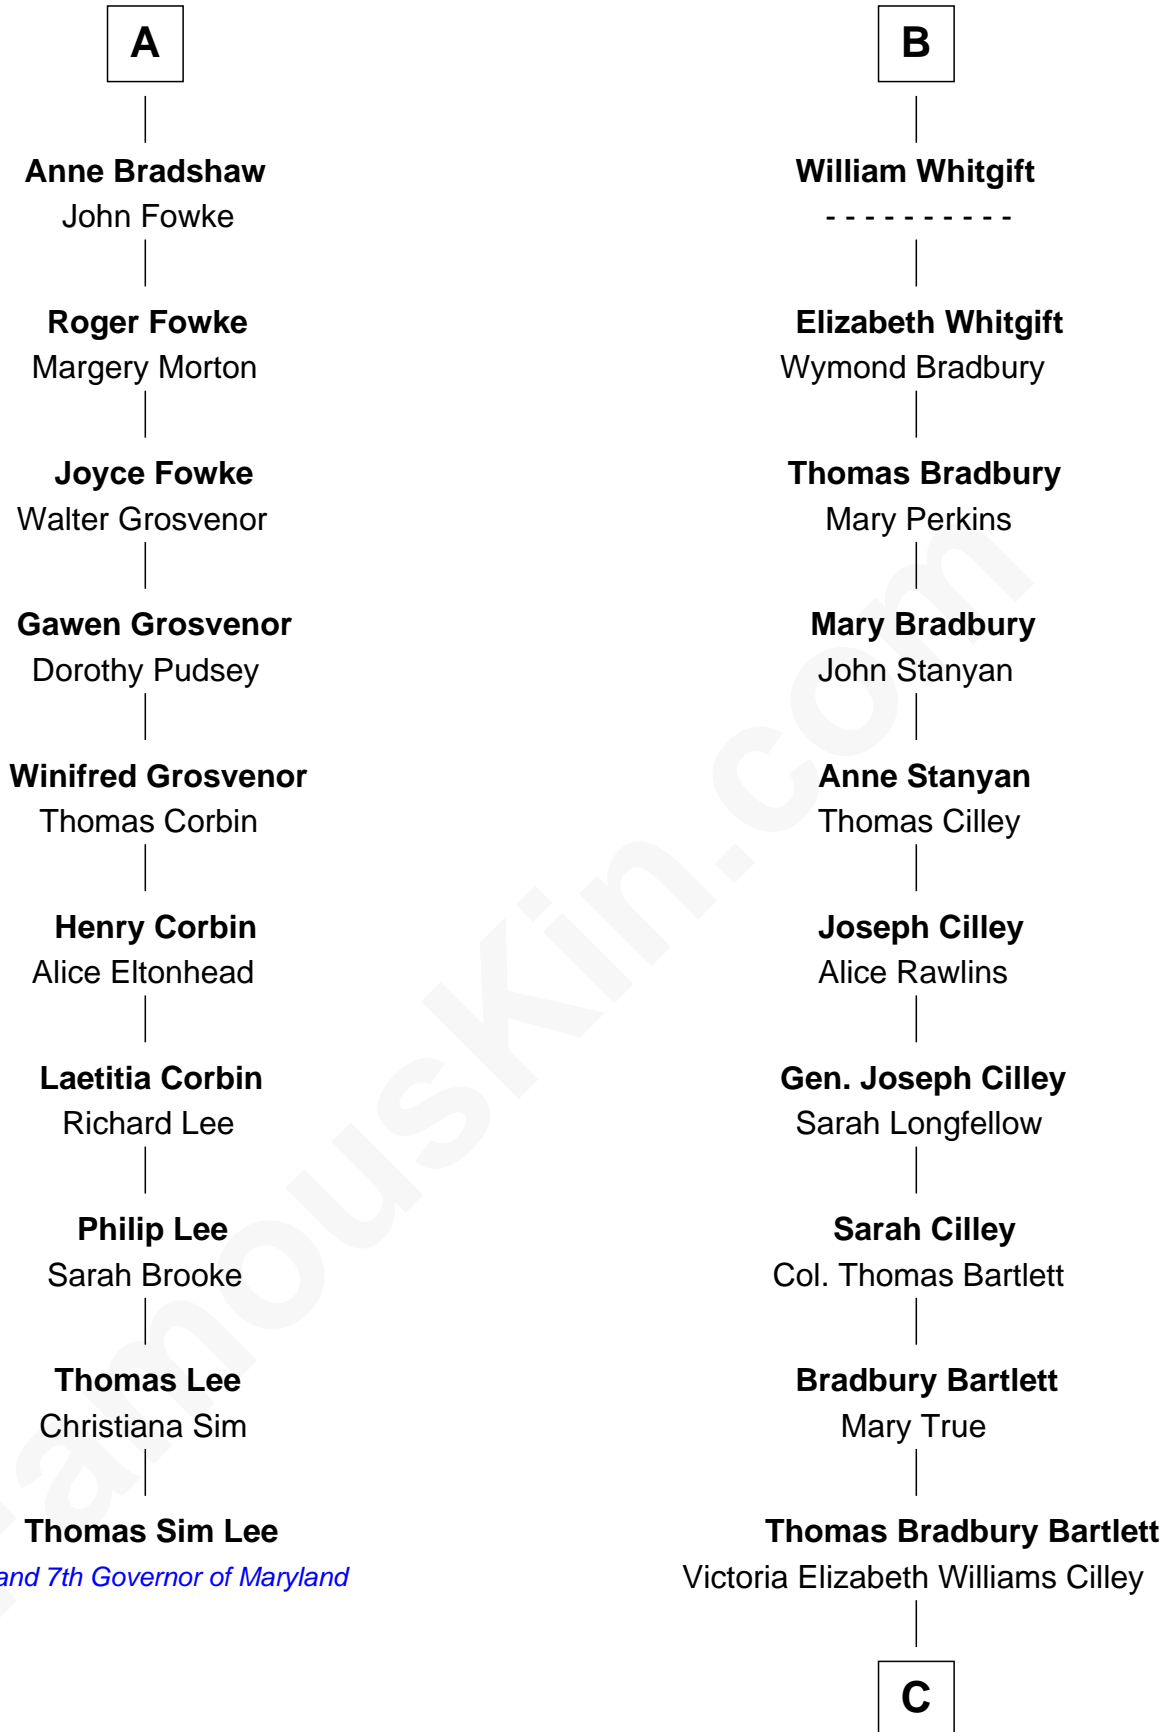 A
Anne Bradshaw
John Fowke
Roger Fowke
Margery Morton
Joyce Fowke
Walter Grosvenor
Gawen Grosvenor
Dorothy Pudsey
Winifred Grosvenor
Thomas Corbin
Henry Corbin
Alice Eltonhead
Laetitia Corbin
Richard Lee
Philip Lee
Sarah Brooke
Thomas Lee
Christiana Sim
Thomas Sim Lee
and 7th Governor of Maryland
B
William Whitgift
- - - - - - - - - -
Elizabeth Whitgift
Wymond Bradbury
Thomas Bradbury
Mary Perkins
Mary Bradbury
John Stanyan
Anne Stanyan
Thomas Cilley
Joseph Cilley
Alice Rawlins
Gen. Joseph Cilley
Sarah Longfellow
Sarah Cilley
Col. Thomas Bartlett
Bradbury Bartlett
Mary True
Thomas Bradbury Bartlett
Victoria Elizabeth Williams Cilley
C
FamousKin.com